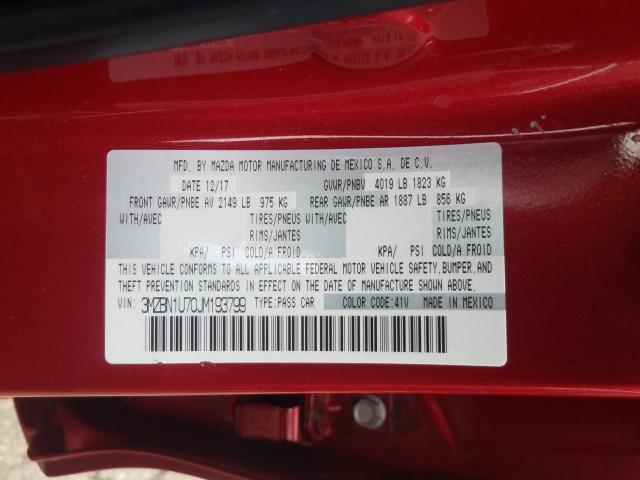 MFD. BY MAZDA MOTOR MANUFACTURING DE MEXICO S.A. DE C.V.
DATE 12/17 GVWR/PNBV 4019 LB 1823 KG
FRONT GAWR/PNBE AV 2149 LB 975 KG REAR GAWR/PNBE AR 1887 LB 856 KG
WITH/AVEC TIRES/PNEUS WITH/AVEC TIRES/PNEUS
RIMS/JANTES RIMS/JANTES
KPA/ PSI COLD/A FROID KPA/ PSI COLD/A FROID
THIS VEHICLE CONFORMS TO ALL APPLICABLE FEDERAL MOTOR VEHICLE SAFETY, BUMPER, AND
THEFT PREVENTION STANDARDS IN EFFECT ON THE DATE OF MANUFACTURE SHOWN ABOVE.
VIN: 3MZBN1U70JM193799 TYPE:PASS CAR COLOR CODE:41V MADE IN MEXICO